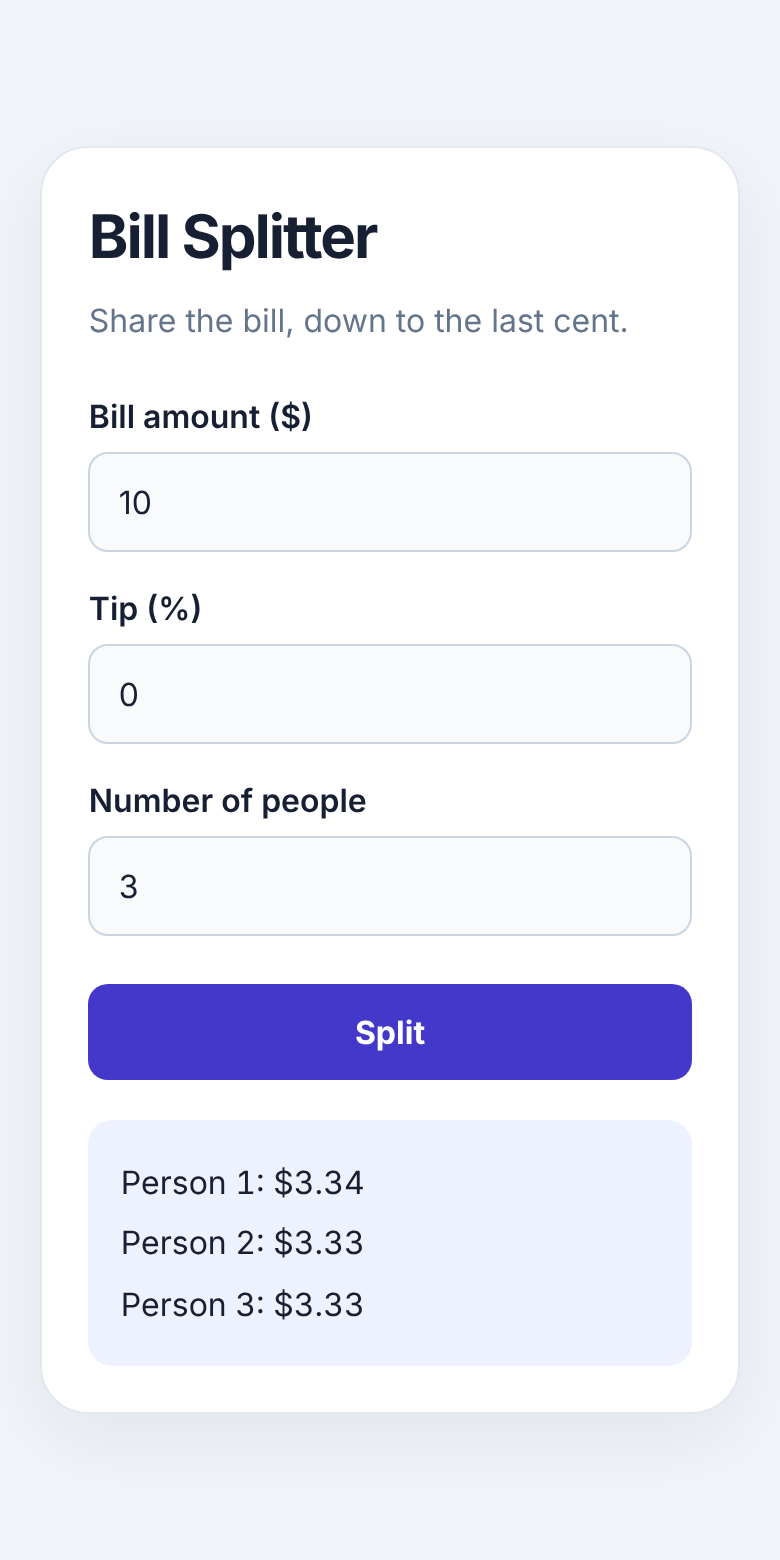 Bill Splitter
Share the bill, down to the last cent.
Bill amount ($)
10
Tip (%)
0
Number of people
3
Split
Person 1: $3.34
Person 2: $3.33
Person 3: $3.33